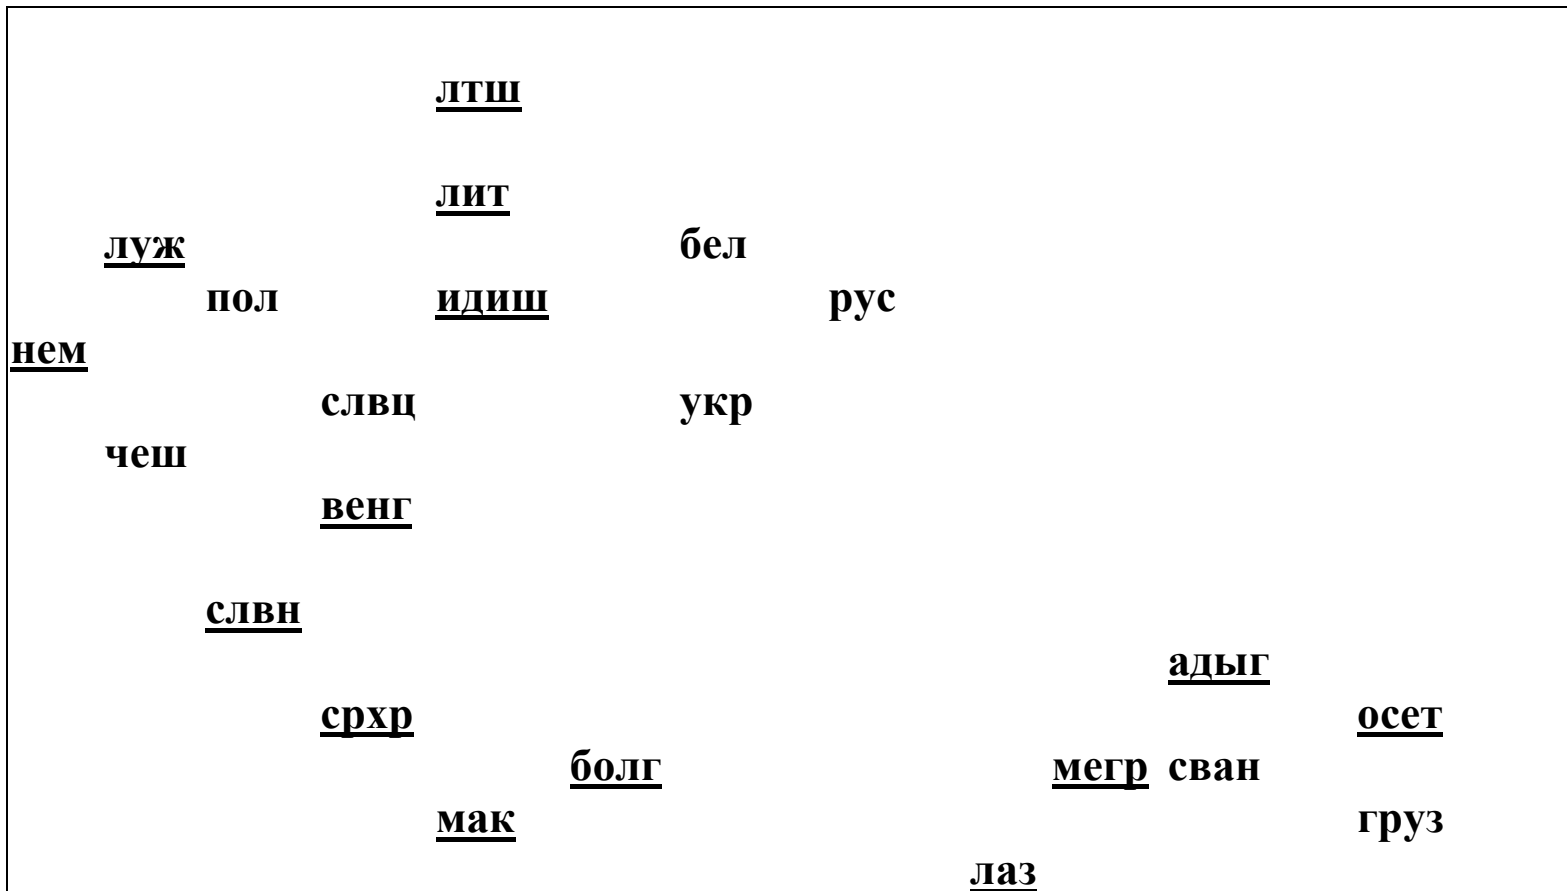 лтш
лит
луж бел
пол идиш рус
нем
слвц укр
чеш
венг
слвн
адыг
срхр осет
болг мегр сван
мак груз
лаз